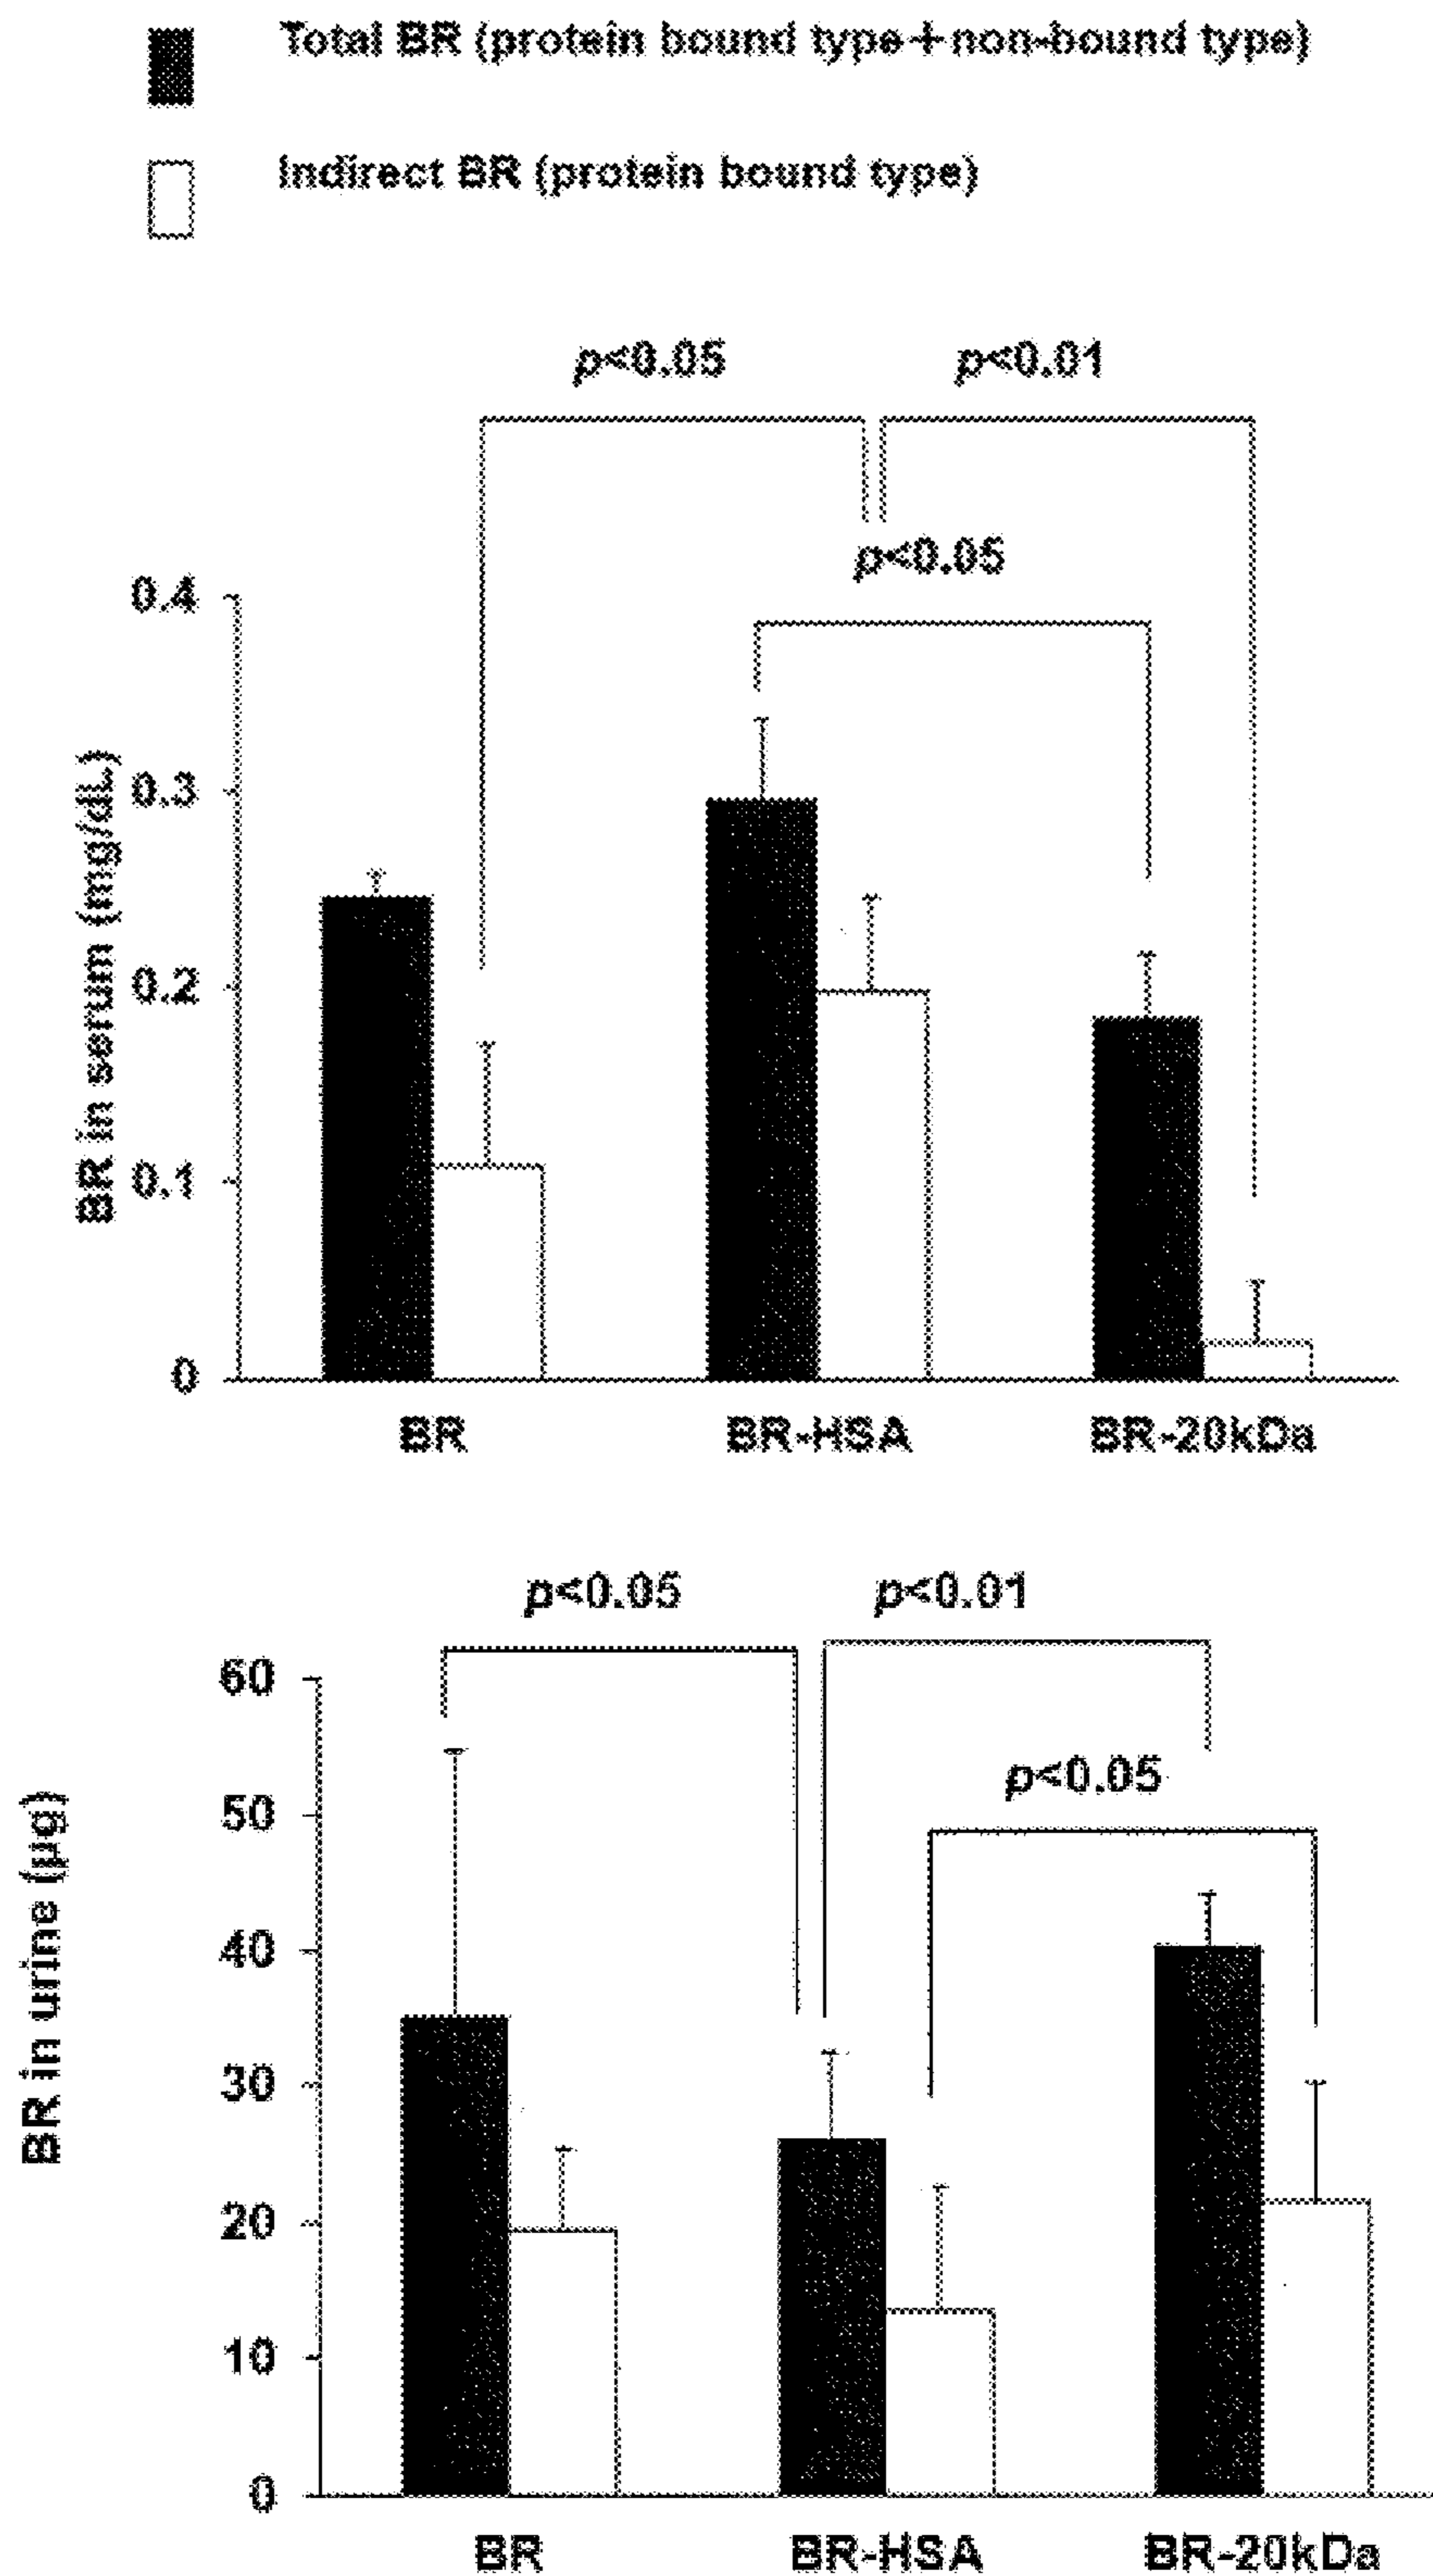 Total BR (protein bound type+non-bound type)
Indirect BR (protein bound type)
p<0.05 p<0.01
p<0.05
0.4
0.3
0.2
0.1
0
BR in serum (mg/dL)
BR BR-HSA BR-20kDa
p<0.05 p<0.01
p<0.05
60
50
40
30
20
10
0
BR in urine (µg)
BR BR-HSA BR-20kDa